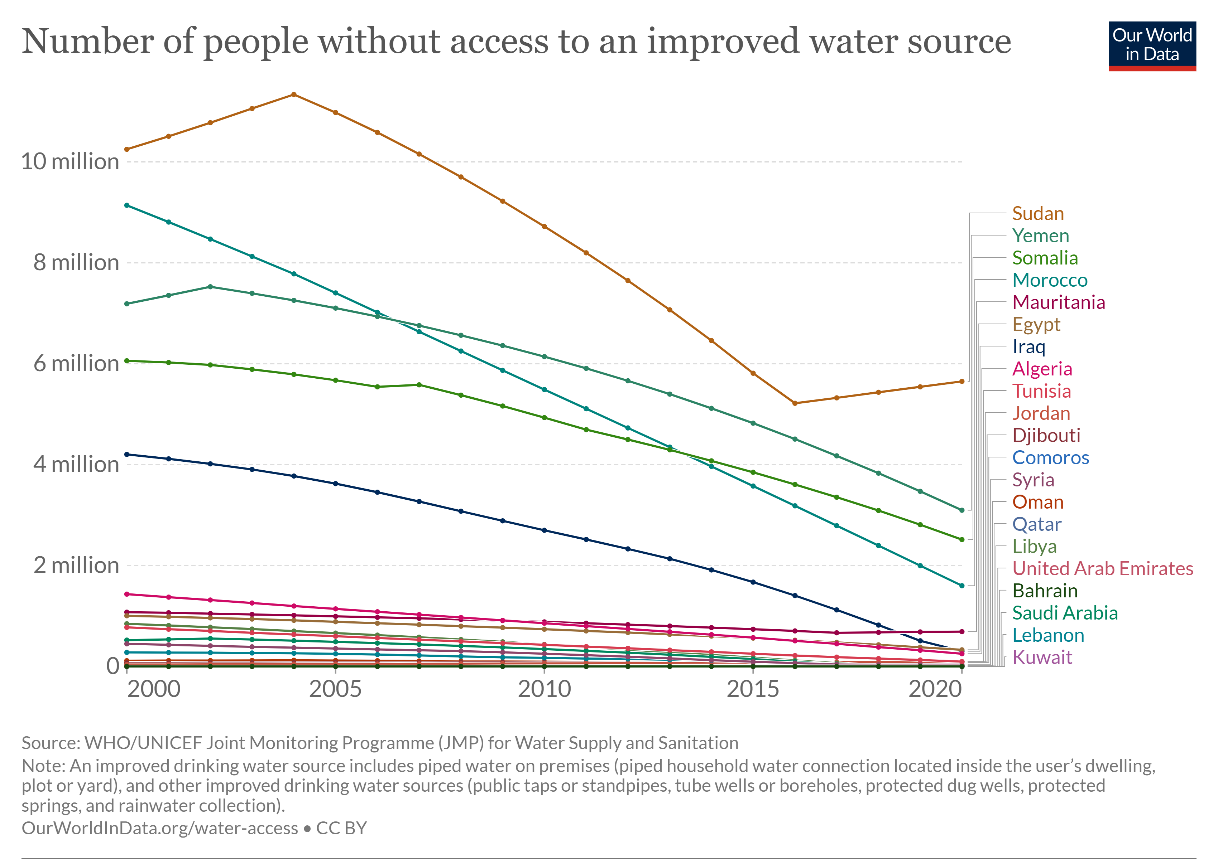 Number of people without access to an improved water source
Our World
in Data
10 million
8 million
6 million
4 million
2 million
0
2000
2005
2010
2015
2020
Sudan
Yemen
Somalia
Morocco
Mauritania
Egypt
Iraq
Algeria
Tunisia
Jordan
Djibouti
Comoros
Syria
Oman
Qatar
Libya
United Arab Emirates
Bahrain
Saudi Arabia
Lebanon
Kuwait
Source: WHO/UNICEF Joint Monitoring Programme (JMP) for Water Supply and Sanitation
Note: An improved drinking water source includes piped water on premises (piped household water connection located inside the user’s dwelling,
plot or yard), and other improved drinking water sources (public taps or standpipes, tube wells or boreholes, protected dug wells, protected
springs, and rainwater collection).
OurWorldInData.org/water-access • CC BY